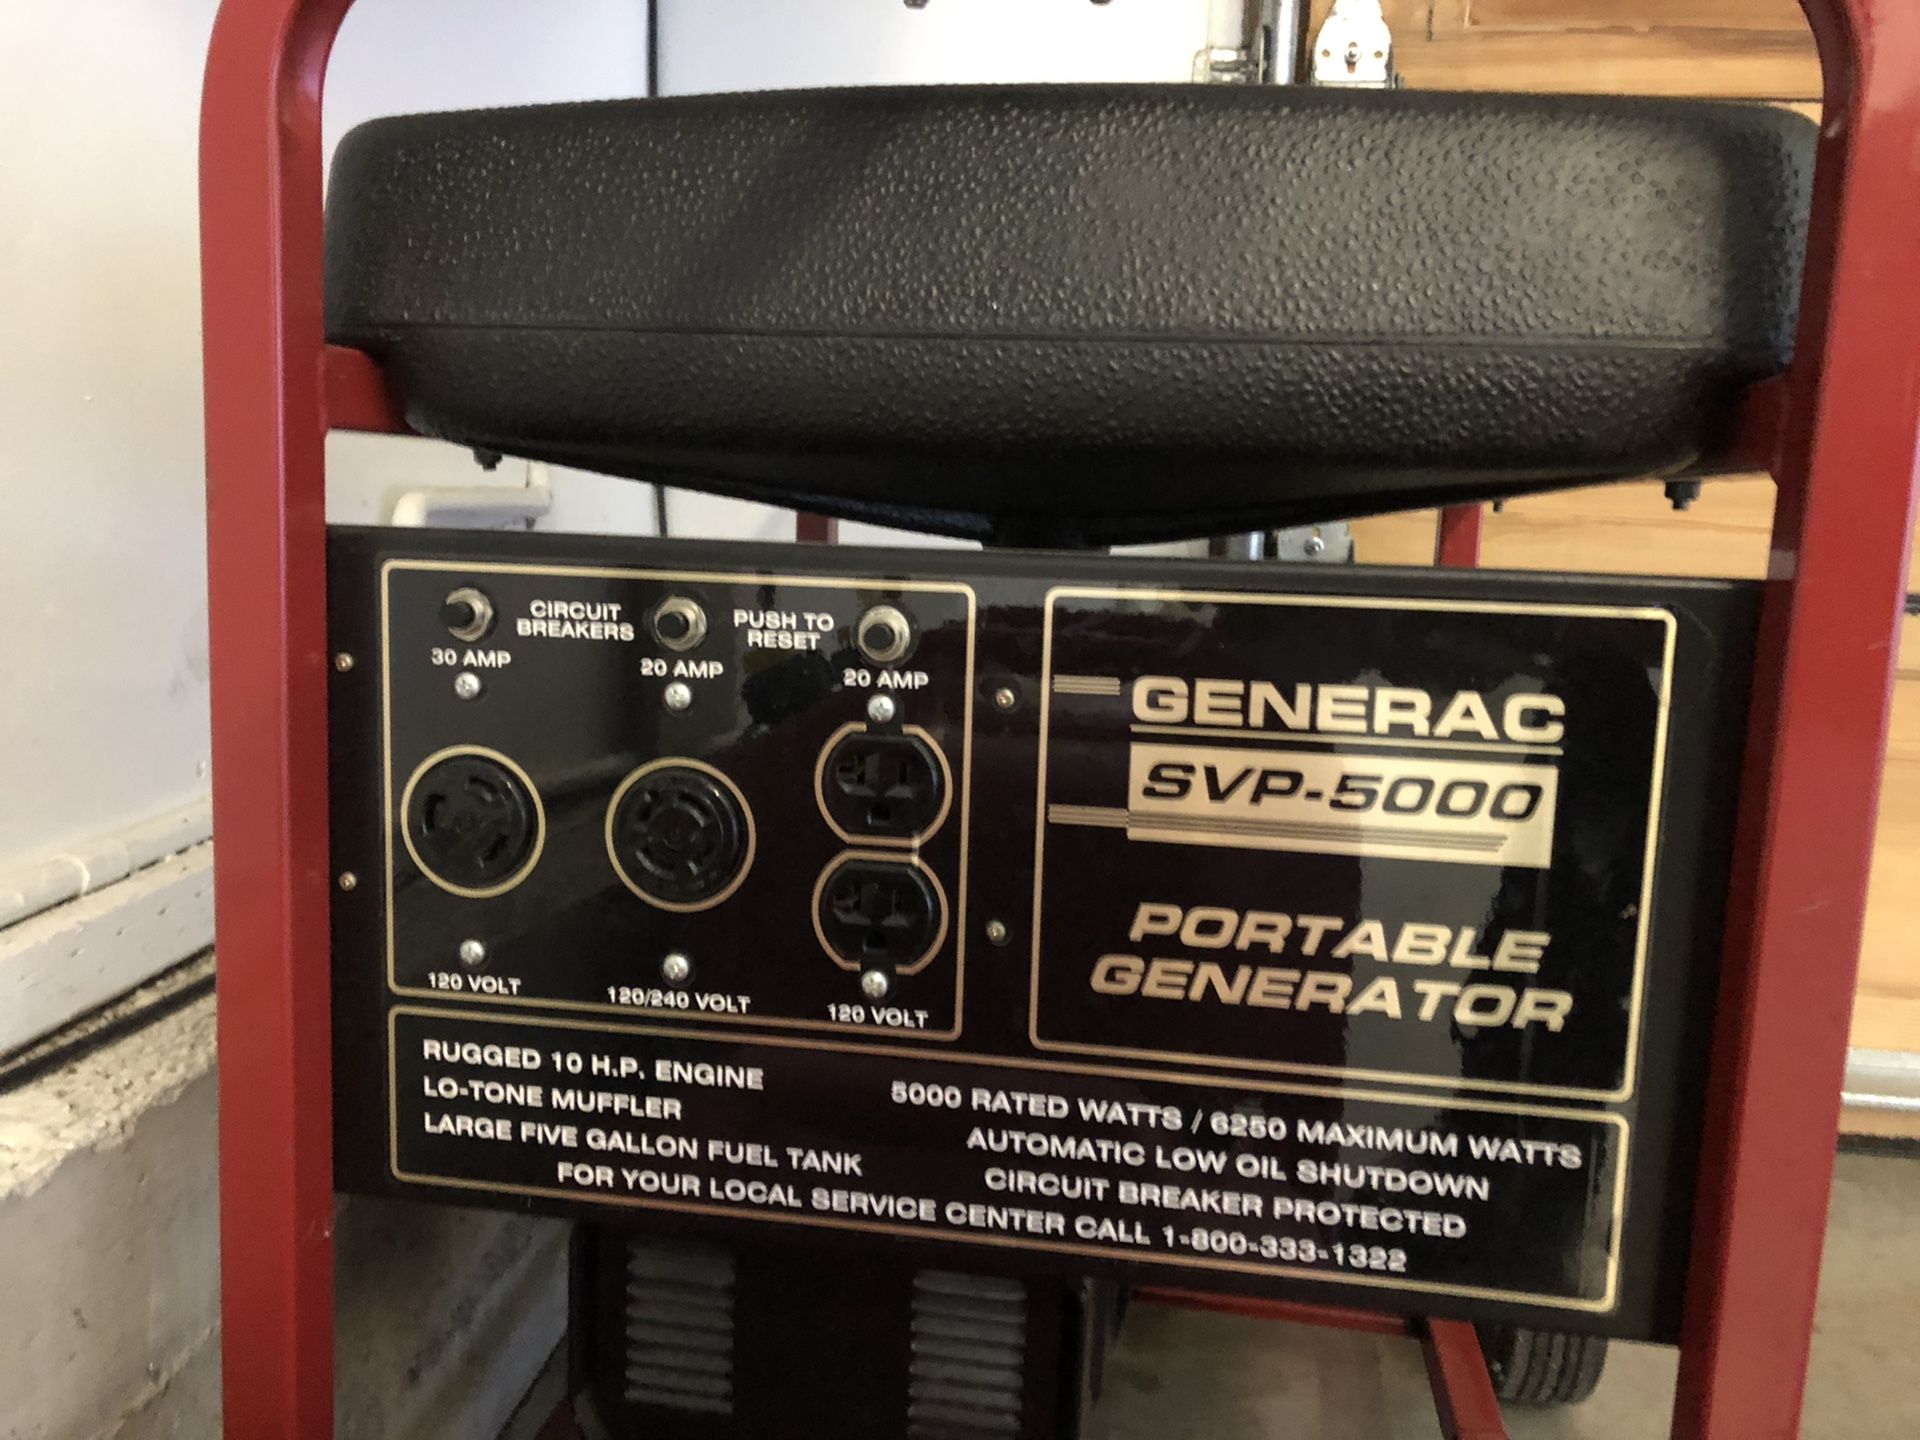 CIRCUIT
BREAKERS
PUSH TO
RESET
30 AMP
20 AMP
20 AMP
120 VOLT
120/240 VOLT
120 VOLT
GENERAC
SVP-5000
PORTABLE
GENERATOR
RUGGED 10 H.P. ENGINE
LO-TONE MUFFLER
LARGE FIVE GALLON FUEL TANK
5000 RATED WATTS / 6250 MAXIMUM WATTS
AUTOMATIC LOW OIL SHUTDOWN
CIRCUIT BREAKER PROTECTED
FOR YOUR LOCAL SERVICE CENTER CALL 1-800-333-1322